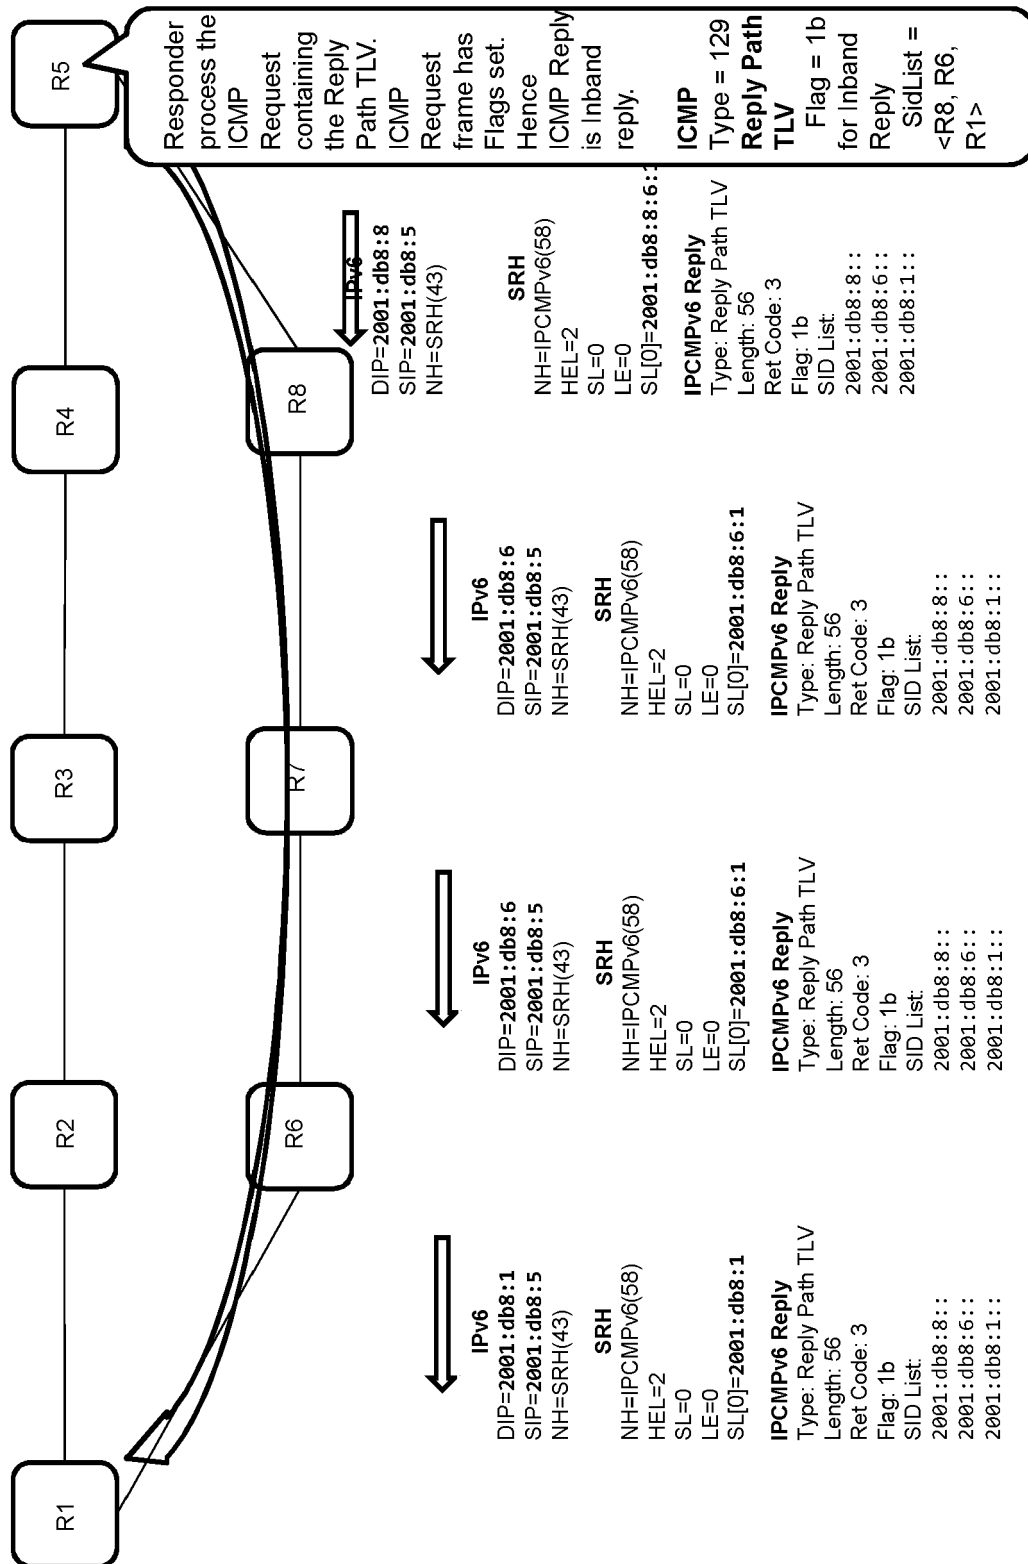 R1
R2
R3
R4
R5
R6
R7
R8
Responder
process the
ICMP
Request
containing
the Reply
Path TLV.
ICMP
Request
frame has
Flags set.
Hence
ICMP Reply
is Inband
reply.
ICMP
Type = 129
Reply Path
TLV
Flag = 1b
for Inband
Reply
SidList =
<R8, R6,
R1>
IPv6
DIP=2001:db8:1
SIP=2001:db8:5
NH=SRH(43)
SRH
NH=IPCMPv6(58)
HEL=2
SL=0
LE=0
SL[0]=2001:db8:1
IPCMPv6 Reply
Type: Reply Path TLV
Length: 56
Ret Code: 3
Flag: 1b
SID List:
2001:db8:8::
2001:db8:6::
2001:db8:1::
IPv6
DIP=2001:db8:6
SIP=2001:db8:5
NH=SRH(43)
SRH
NH=IPCMPv6(58)
HEL=2
SL=0
LE=0
SL[0]=2001:db8:6:1
IPCMPv6 Reply
Type: Reply Path TLV
Length: 56
Ret Code: 3
Flag: 1b
SID List:
2001:db8:8::
2001:db8:6::
2001:db8:1::
IPv6
DIP=2001:db8:6
SIP=2001:db8:5
NH=SRH(43)
SRH
NH=IPCMPv6(58)
HEL=2
SL=0
LE=0
SL[0]=2001:db8:6:1
IPCMPv6 Reply
Type: Reply Path TLV
Length: 56
Ret Code: 3
Flag: 1b
SID List:
2001:db8:8::
2001:db8:6::
2001:db8:1::
IPv6
DIP=2001:db8:8
SIP=2001:db8:5
NH=SRH(43)
SRH
NH=IPCMPv6(58)
HEL=2
SL=0
LE=0
SL[0]=2001:db8:8:6:1
IPCMPv6 Reply
Type: Reply Path TLV
Length: 56
Ret Code: 3
Flag: 1b
SID List:
2001:db8:8::
2001:db8:6::
2001:db8:1::